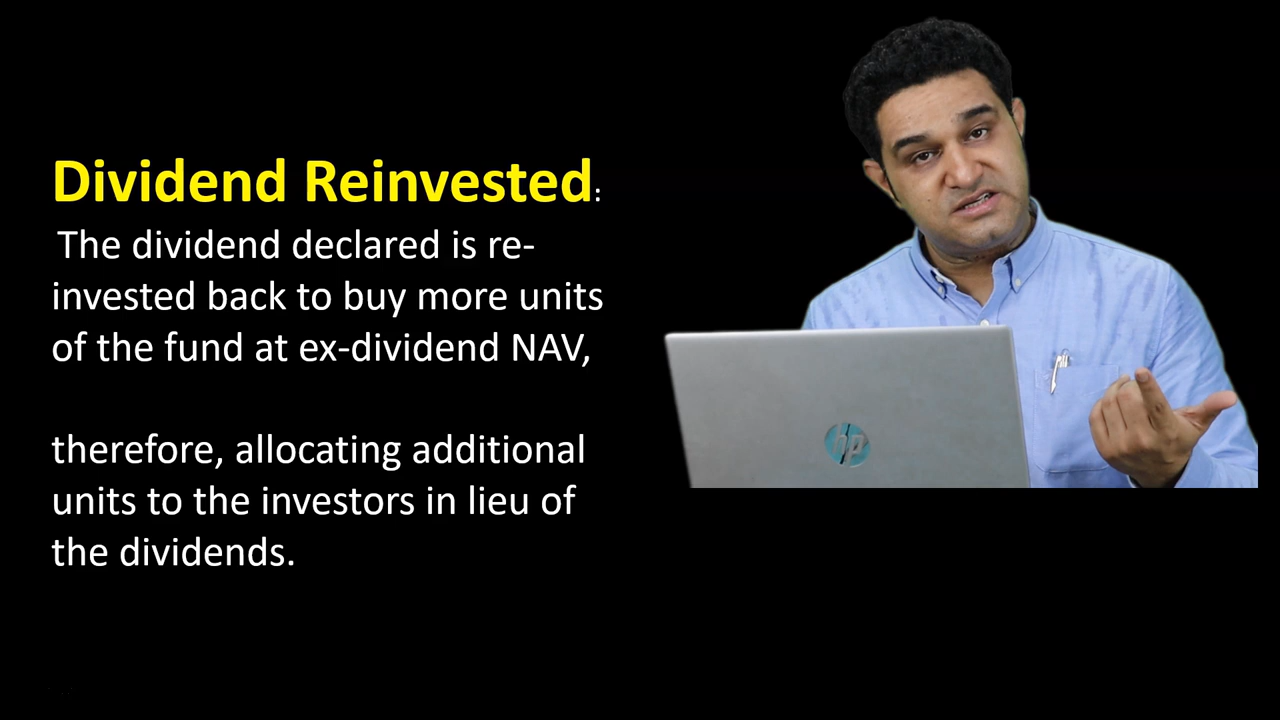 Dividend Reinvested:
The dividend declared is re-
invested back to buy more units
of the fund at ex-dividend NAV,
therefore, allocating additional
units to the investors in lieu of
the dividends.
hp